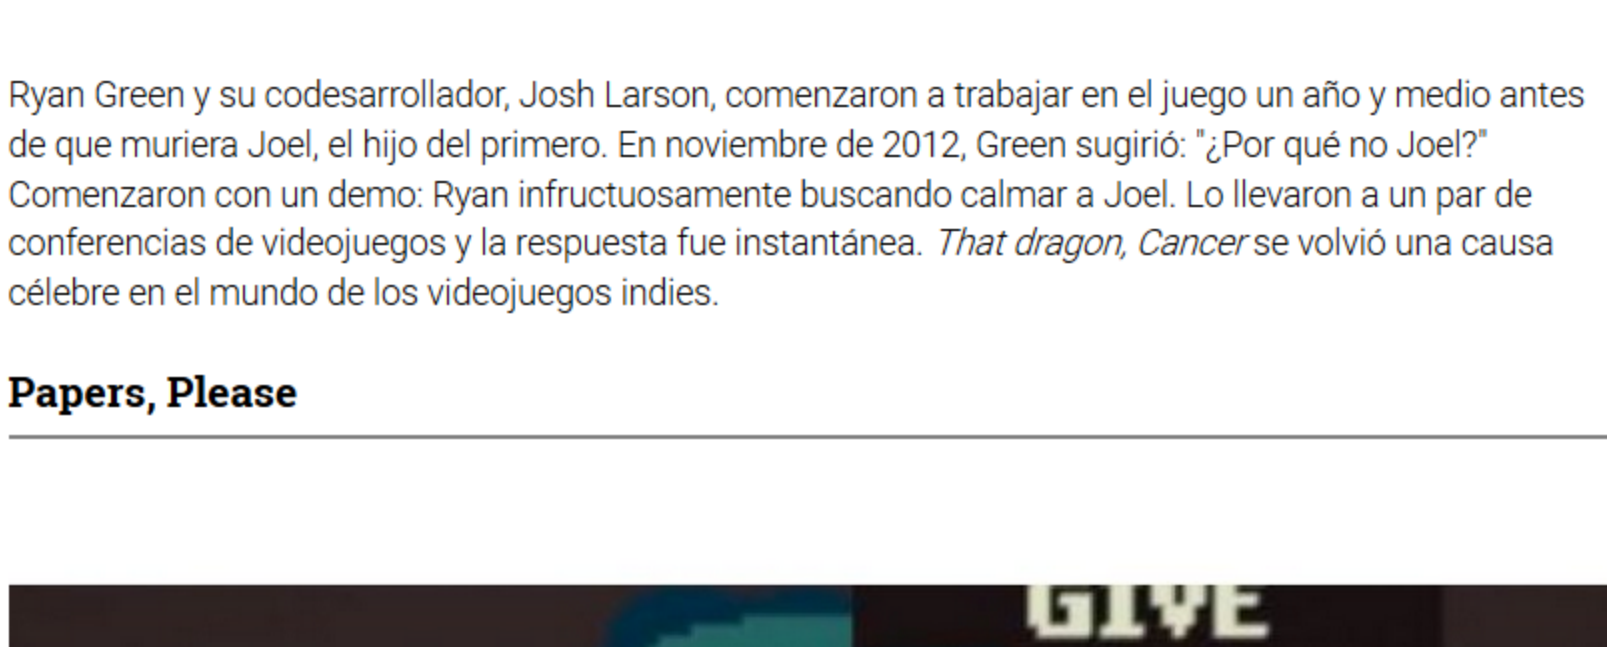 Ryan Green y su codesarrollador, Josh Larson, comenzaron a trabajar en el juego un año y medio antes
de que muriera Joel, el hijo del primero. En noviembre de 2012, Green sugirió: "¿Por qué no Joel?"
Comenzaron con un demo: Ryan infructuosamente buscando calmar a Joel. Lo llevaron a un par de
conferencias de videojuegos y la respuesta fue instantánea. That dragon, Cancer se volvió una causa
célebre en el mundo de los videojuegos indies.
Papers, Please
GIVE